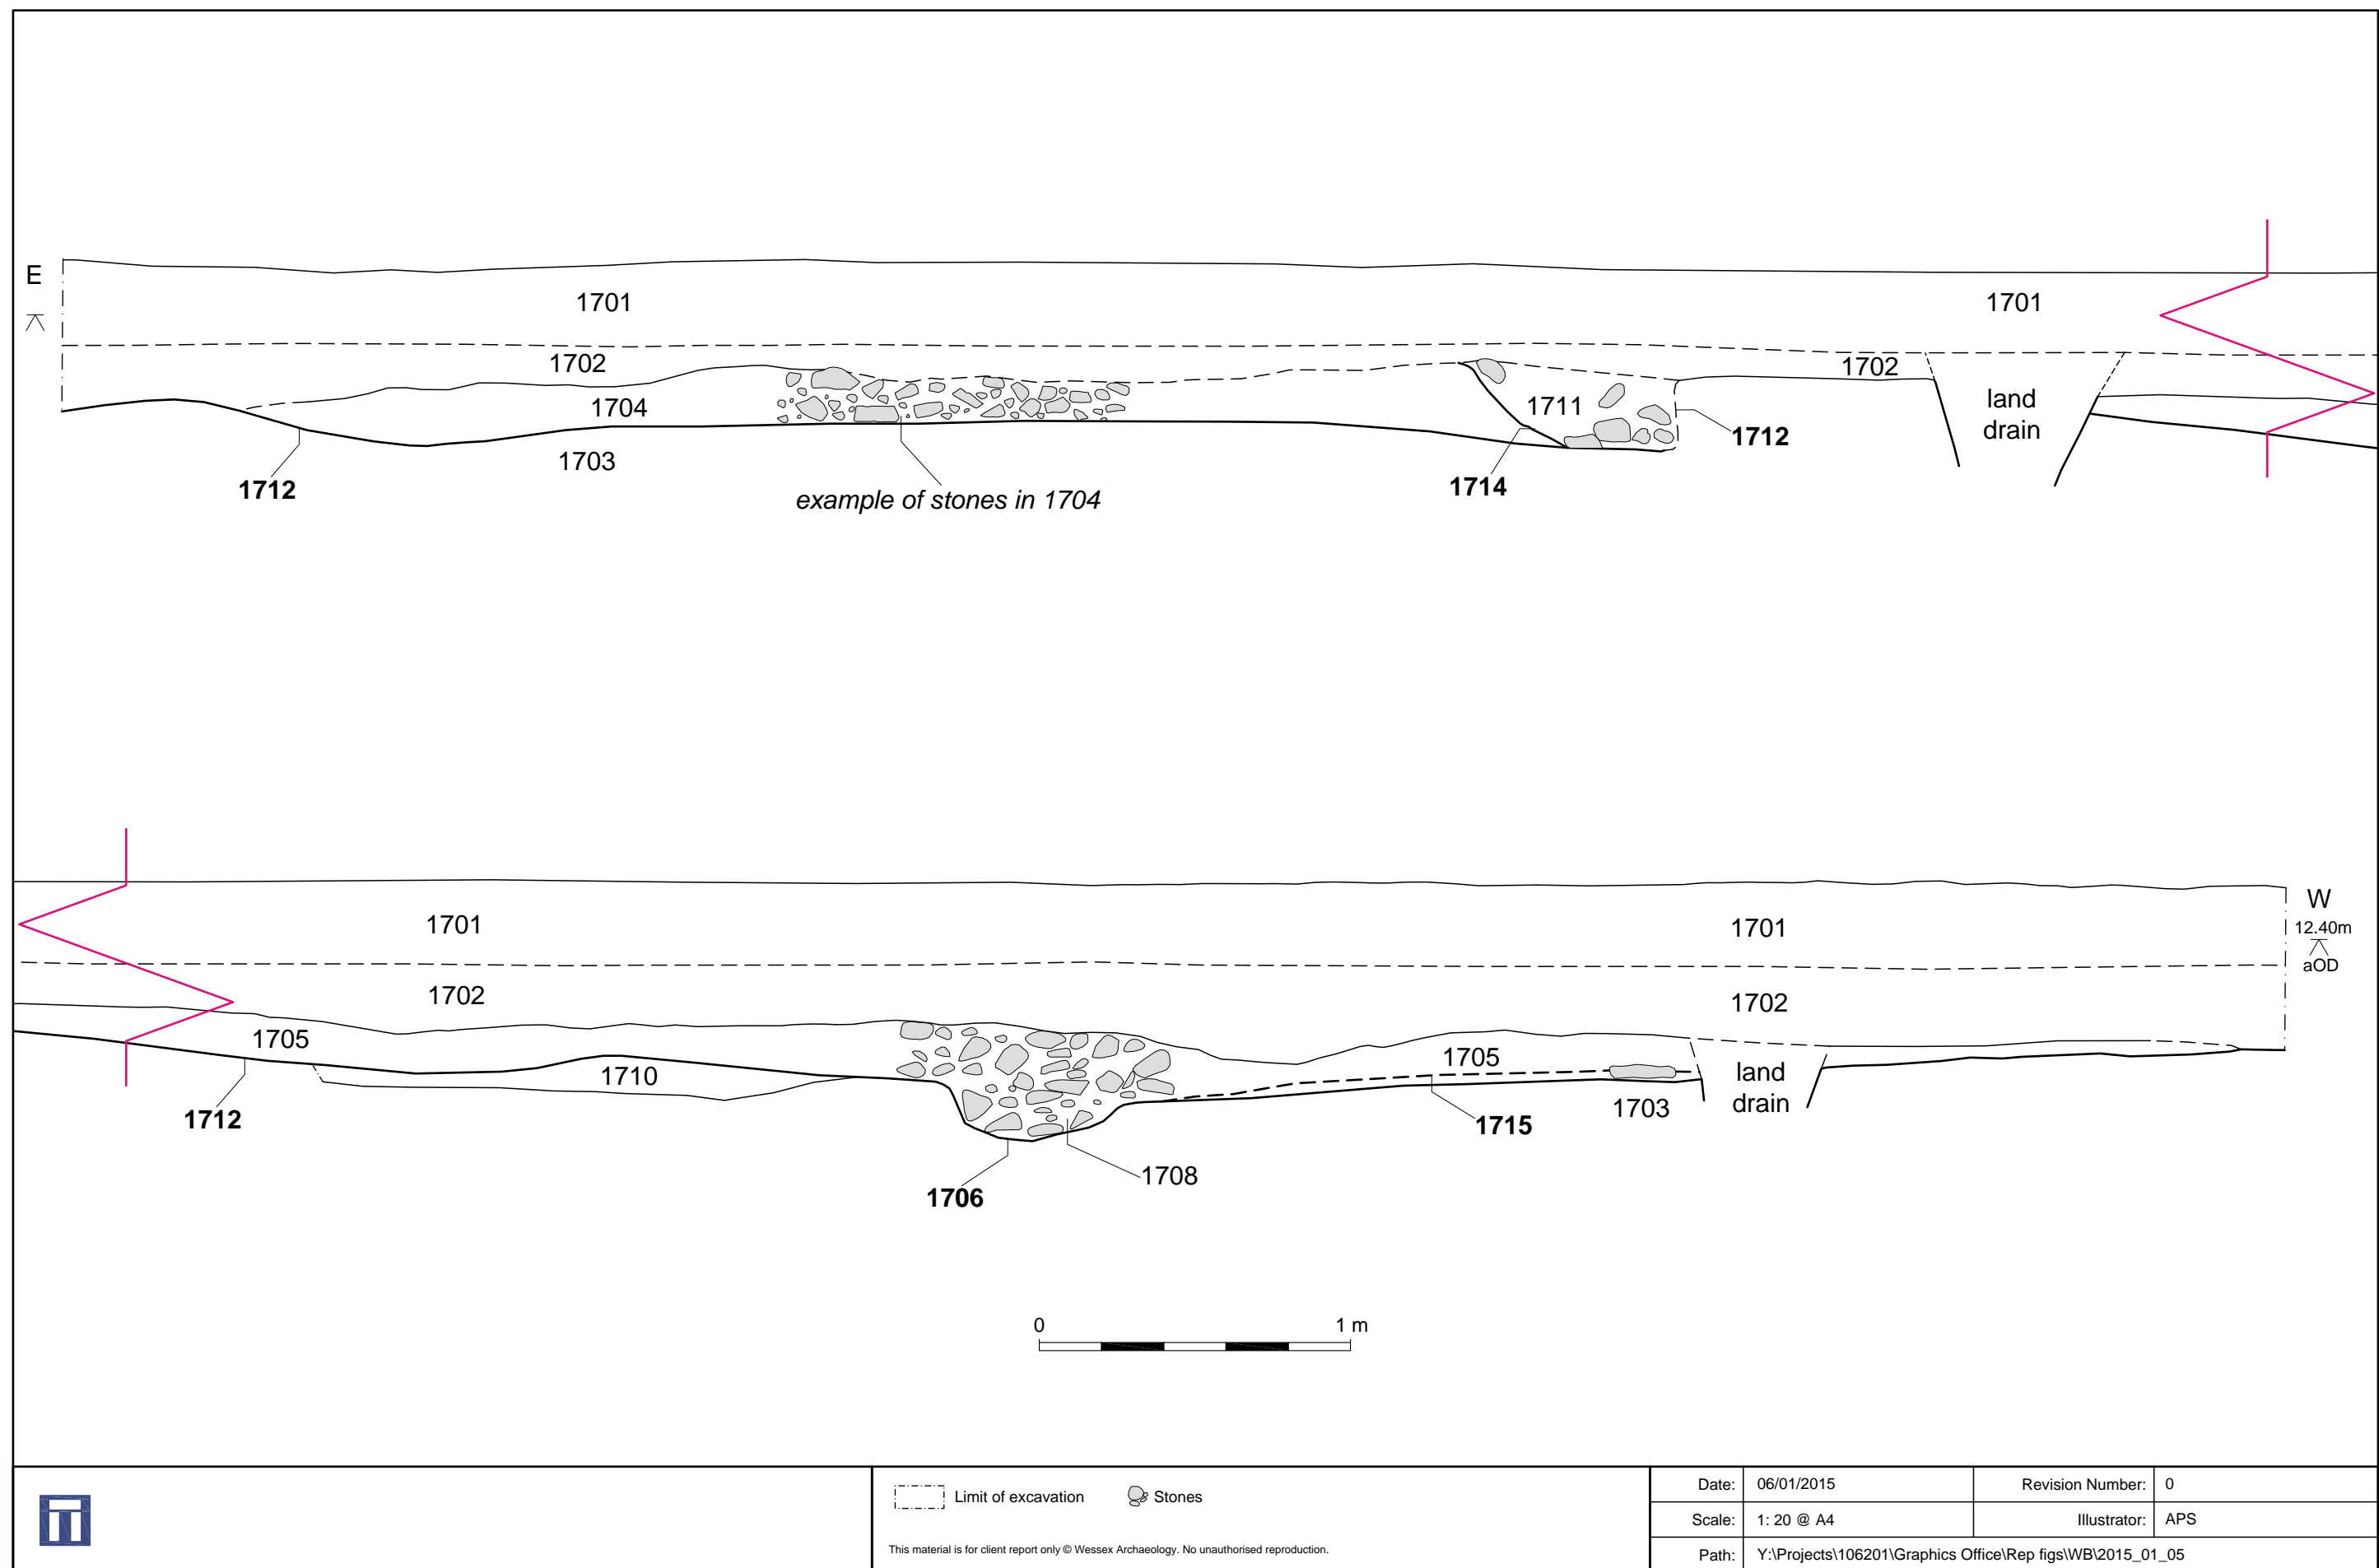 E
1701
1701
1702
1702
1704
1711
land
drain
1712
1703
1714
1712
example of stones in 1704
W
12.40m
aOD
1701
1701
1702
1702
1705
1705
1710
land
drain
1712
1703
1715
1708
1706
0 1 m
Limit of excavation Stones
This material is for client report only © Wessex Archaeology. No unauthorised reproduction.
Date: 06/01/2015 Revision Number: 0
Scale: 1: 20 @ A4 Illustrator: APS
Path: Y:\Projects\106201\Graphics Office\Rep figs\WB\2015_01_05